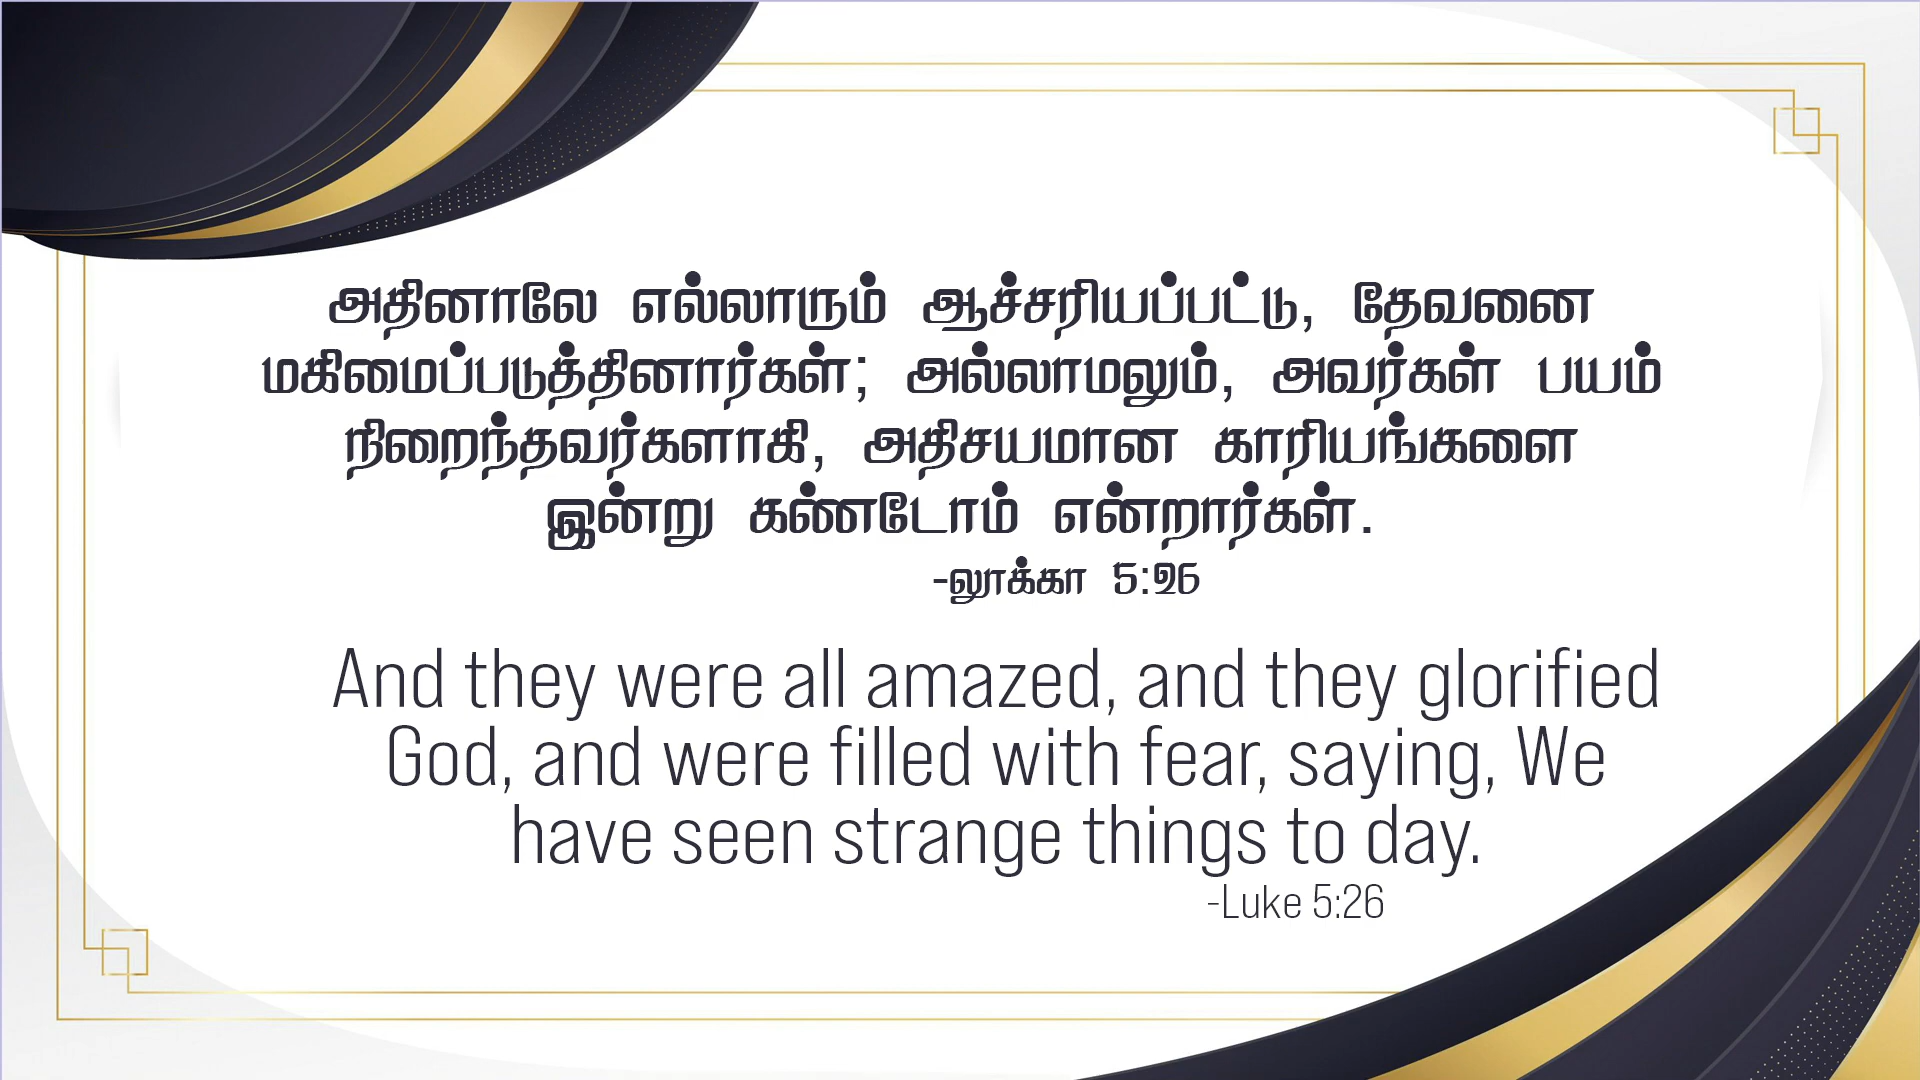 அதினாலே எல்லாரும் ஆச்சரியப்பட்டு, தேவனை
மகிமைப்படுத்தினார்கள்; அல்லாமலும், அவர்கள் பயம்
நிறைந்தவர்களாகி, அதிசயமான காரியங்களை
இன்று கண்டோம் என்றார்கள்.
-லூக்கா 5:26
And they were all amazed, and they glorified
God, and were filled with fear, saying, We
have seen strange things to day.
-Luke 5:26